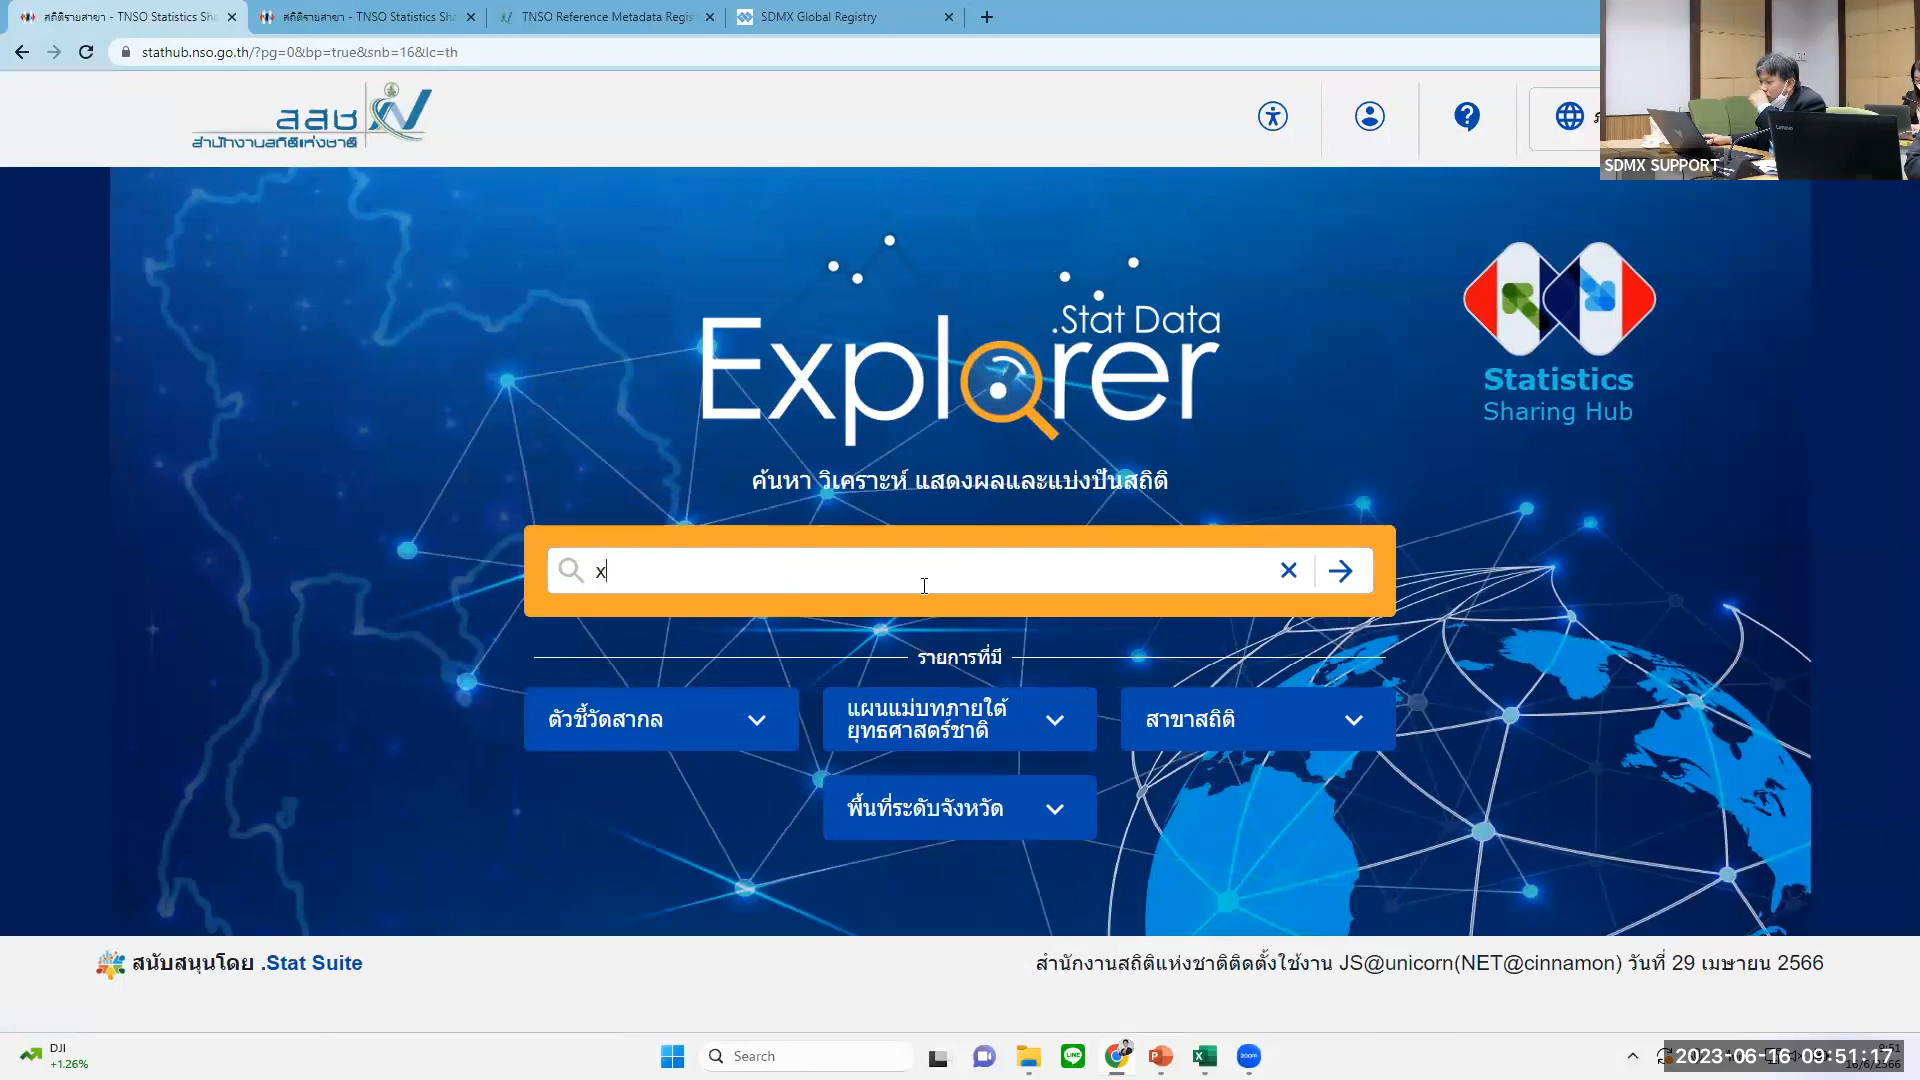 สถิติรายสาขา - TNSO Statistics Sh
สถิติรายสาขา - TNSO Statistics Sh
TNSO Reference Metadata Regis
SDMX Global Registry
stathub.nso.go.th/?pg=0&bp=true&snb=16&lc=th
สสช
สำนักงานสถิติแห่งชาติ
SDMX SUPPORT
.Stat Data
Explorer
Statistics
Sharing Hub
ค้นหา วิเคราะห์ แสดงผลและแบ่งปันสถิติ
x
รายการที่มี
ตัวชี้วัดสากล
แผนแม่บทภายใต้
ยุทธศาสตร์ชาติ
สาขาสถิติ
พื้นที่ระดับจังหวัด
สนับสนุนโดย .Stat Suite
สำนักงานสถิติแห่งชาติติดตั้งใช้งาน JS@unicorn(NET@cinnamon) วันที่ 29 เมษายน 2566
DJI
+1.26%
Search
2023-06-16 09:51:17